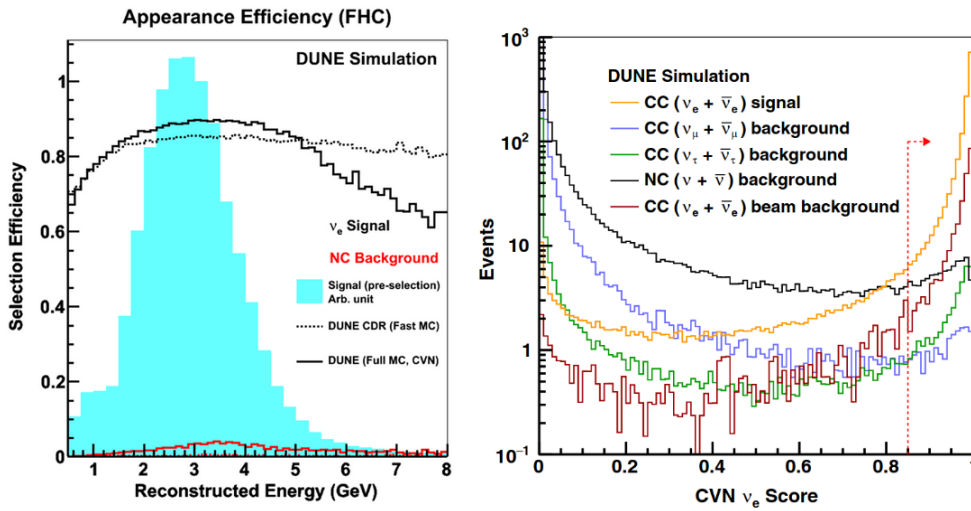 Appearance Efficiency (FHC)
DUNE Simulation
Selection Efficiency
1
0.8
0.6
0.4
0.2
0
νe Signal
NC Background
Signal (pre-selection)
Arb. unit
DUNE CDR (Fast MC)
DUNE (Full MC, CVN)
1 2 3 4 5 6 7 8
Reconstructed Energy (GeV)
Events
10³
10²
10
1
10⁻¹
DUNE Simulation
CC (νe + ν̅e) signal
CC (νμ + ν̅μ) background
CC (ντ + ν̅τ) background
NC (ν + ν̅) background
CC (νe + ν̅e) beam background
0 0.2 0.4 0.6 0.8
CVN νe Score